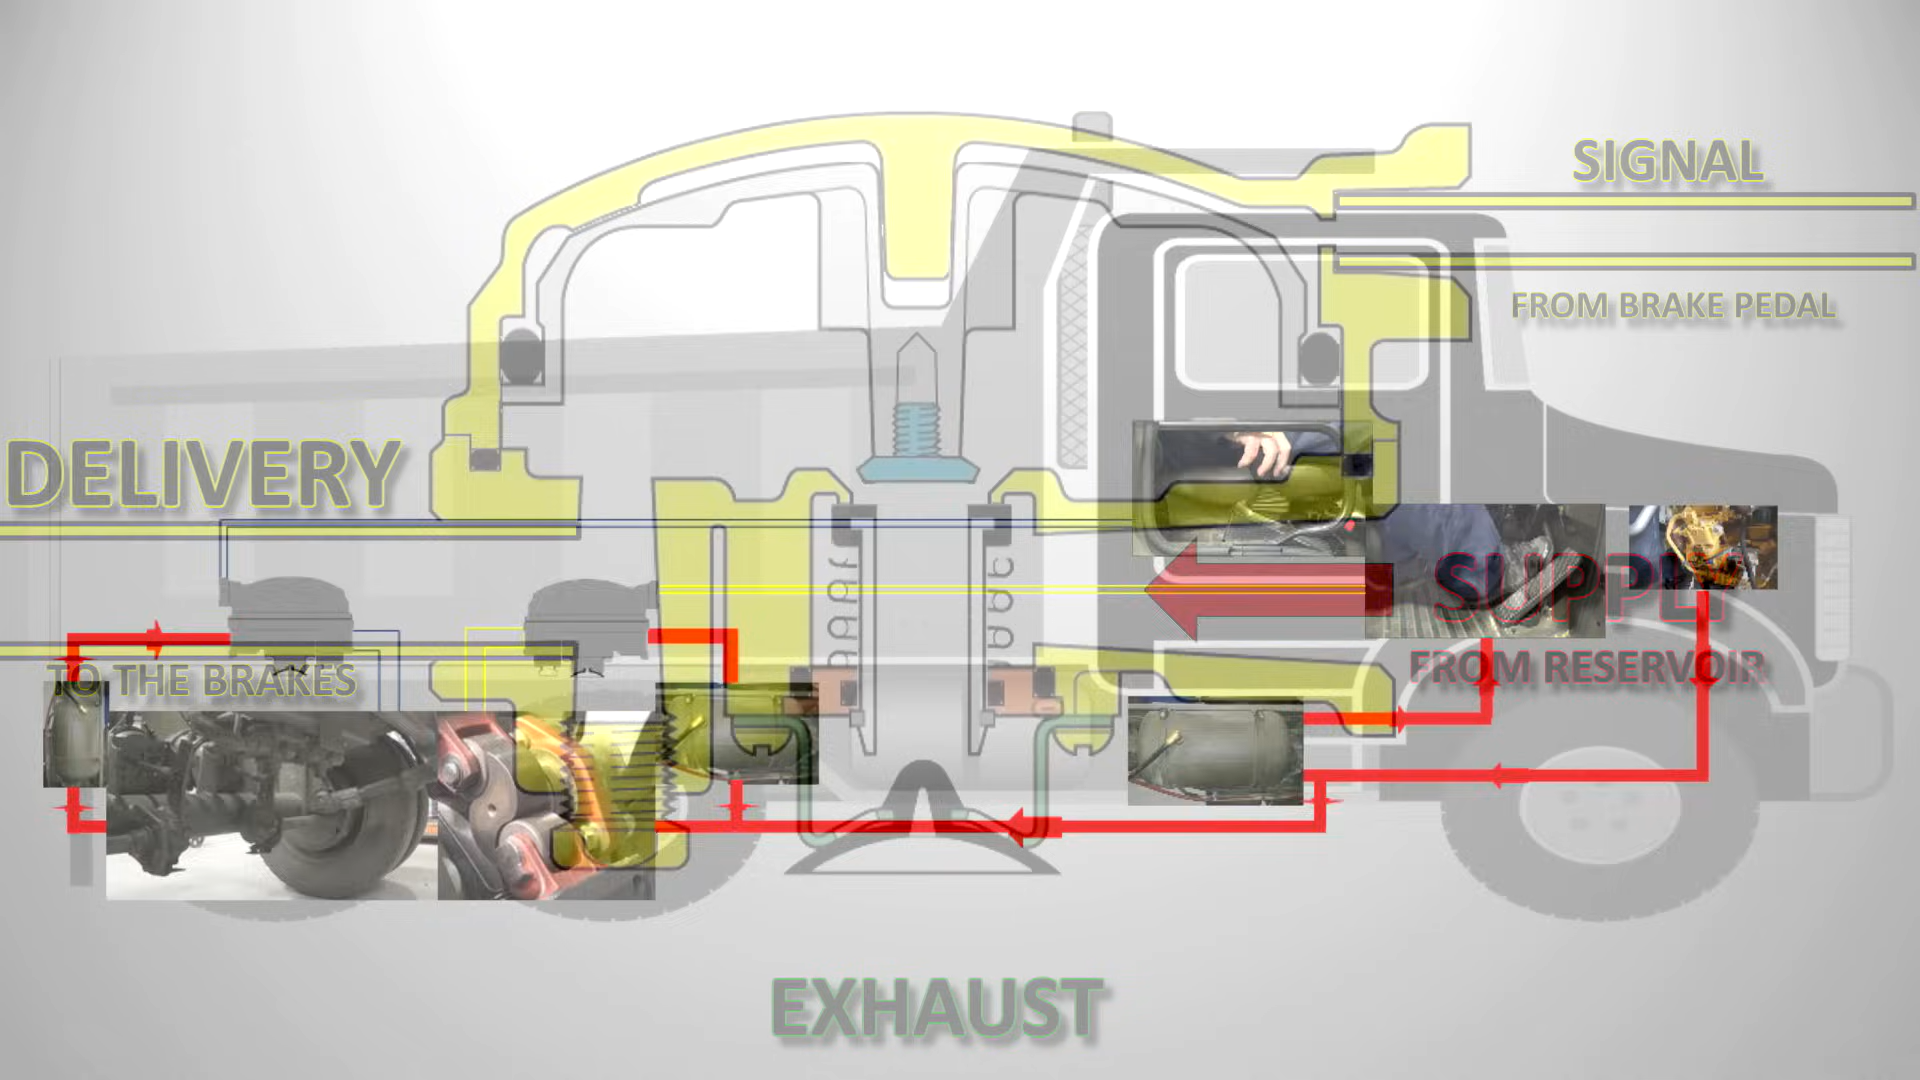 SIGNAL
FROM BRAKE PEDAL
DELIVERY
TO THE BRAKES
SUPPLY
FROM RESERVOIR
EXHAUST